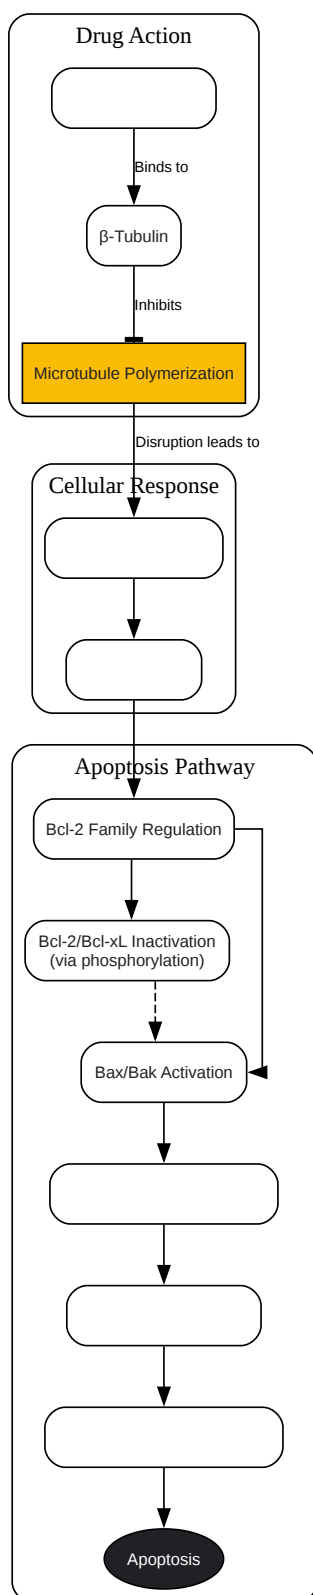 Drug Action
Binds to
β-Tubulin
Inhibits
Microtubule Polymerization
Disruption leads to
Cellular Response
Apoptosis Pathway
Bcl-2 Family Regulation
Bcl-2/Bcl-xL Inactivation
(via phosphorylation)
Bax/Bak Activation
Apoptosis